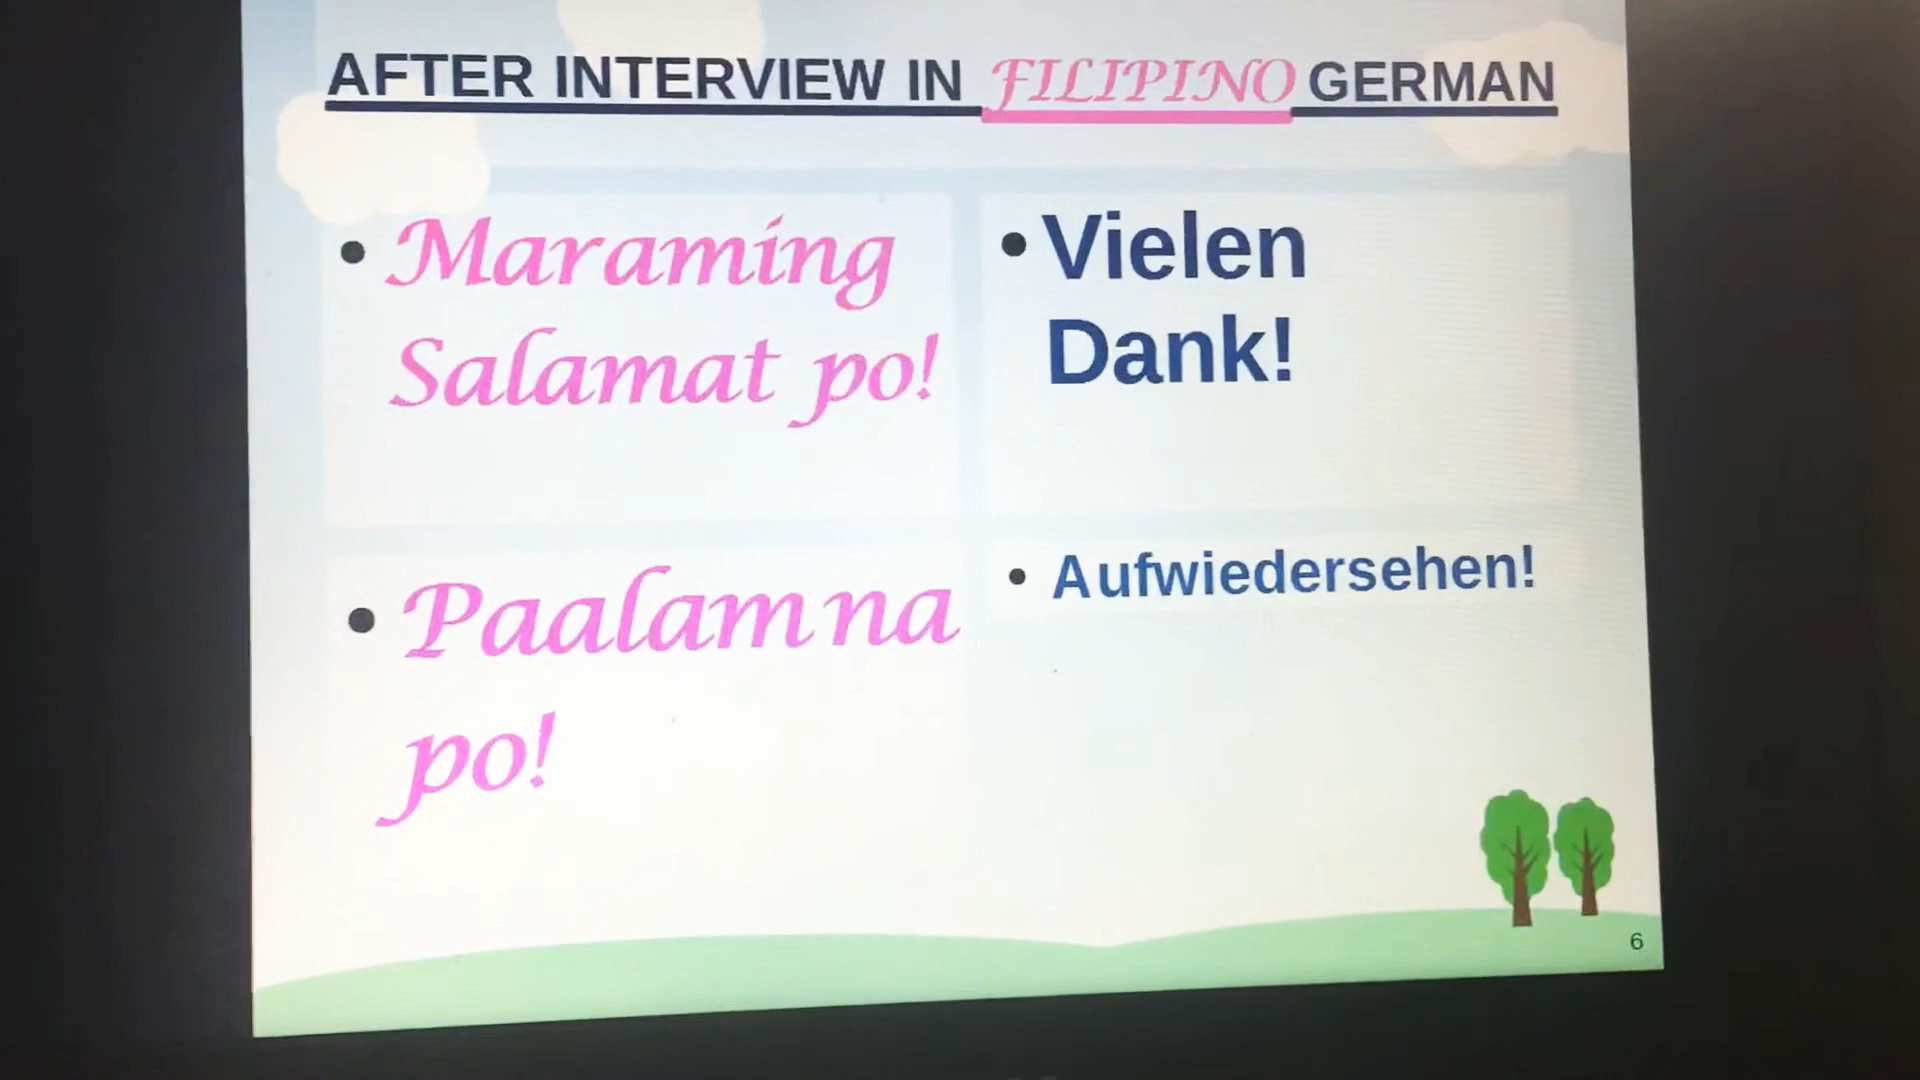 AFTER INTERVIEW IN FILIPINO GERMAN
• Maraming
Salamat po!
• Vielen
Dank!
• Paalam na
po!
• Aufwiedersehen!
6